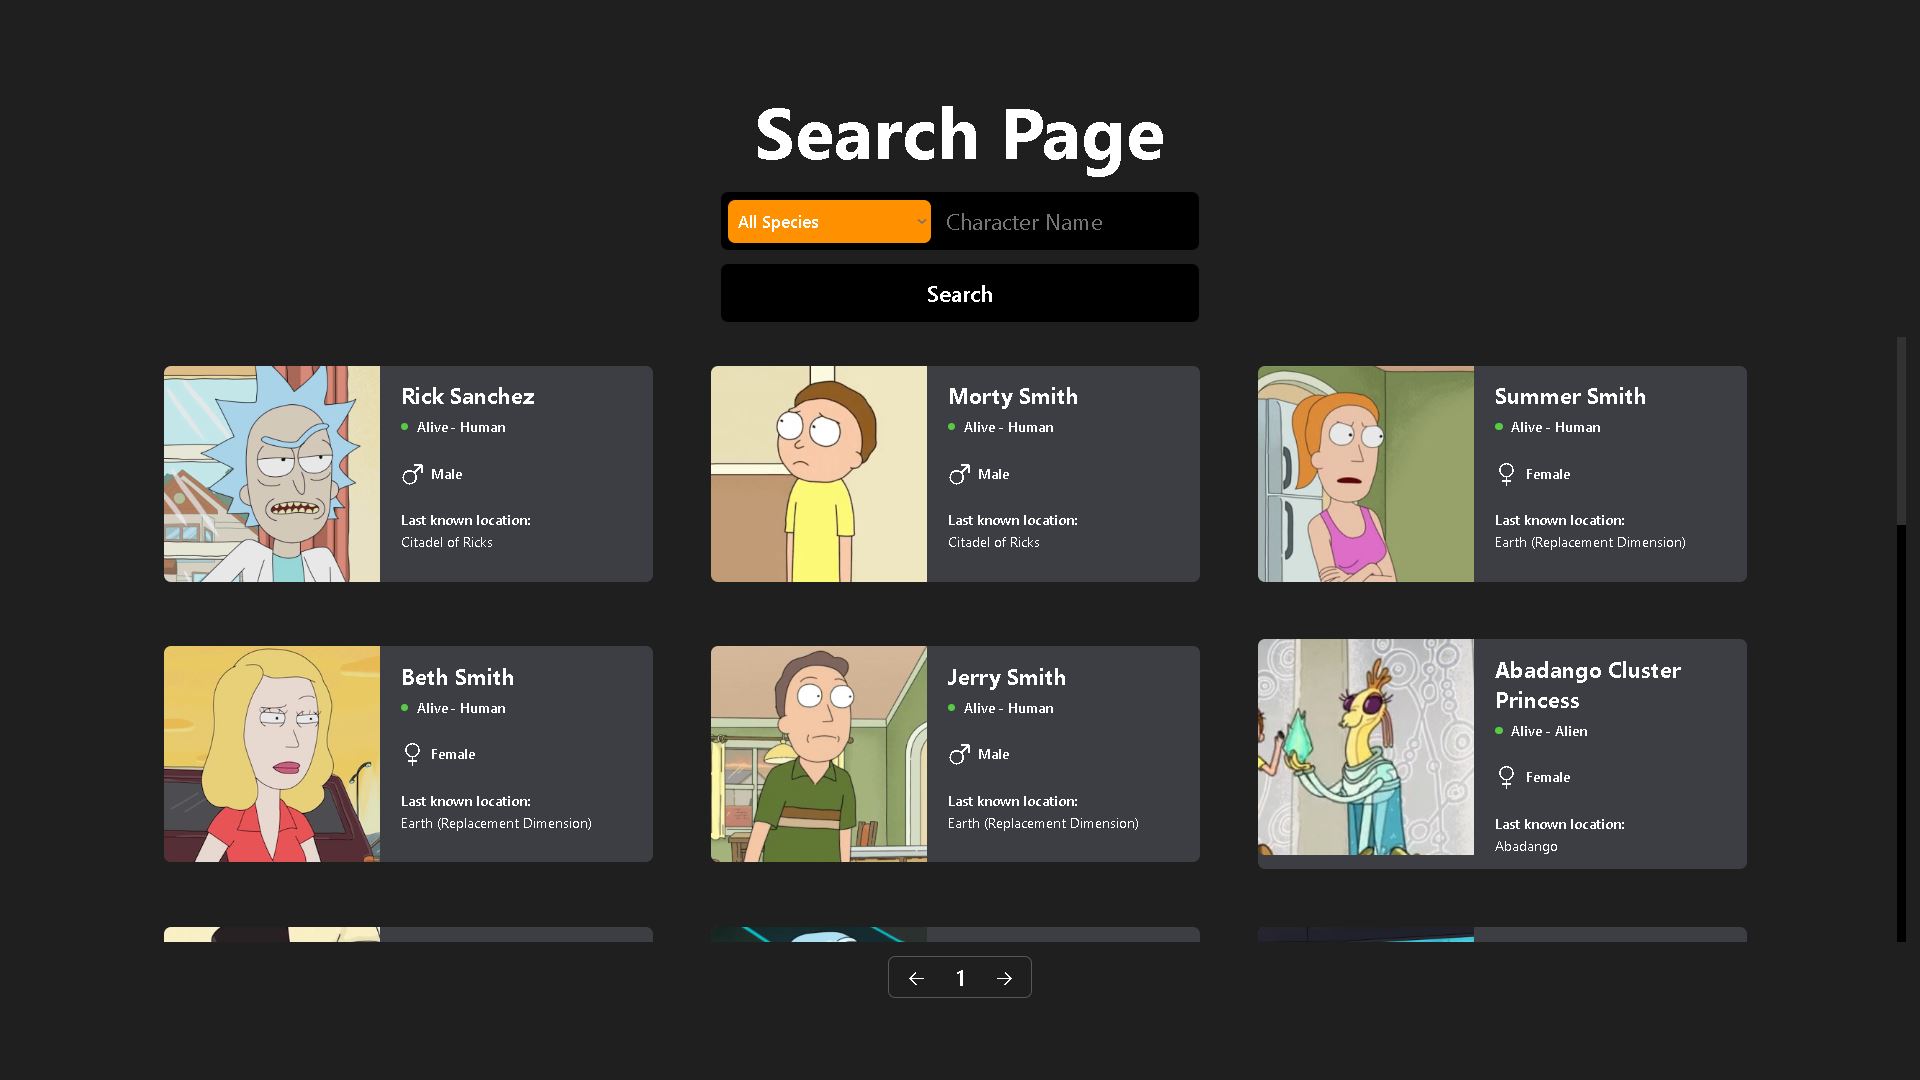 Search Page
All Species
Character Name
Search
Rick Sanchez
Alive - Human
Male
Last known location:
Citadel of Ricks
Morty Smith
Alive - Human
Male
Last known location:
Citadel of Ricks
Summer Smith
Alive - Human
Female
Last known location:
Earth (Replacement Dimension)
Beth Smith
Alive - Human
Female
Last known location:
Earth (Replacement Dimension)
Jerry Smith
Alive - Human
Male
Last known location:
Earth (Replacement Dimension)
Abadango Cluster
Princess
Alive - Alien
Female
Last known location:
Abadango
1